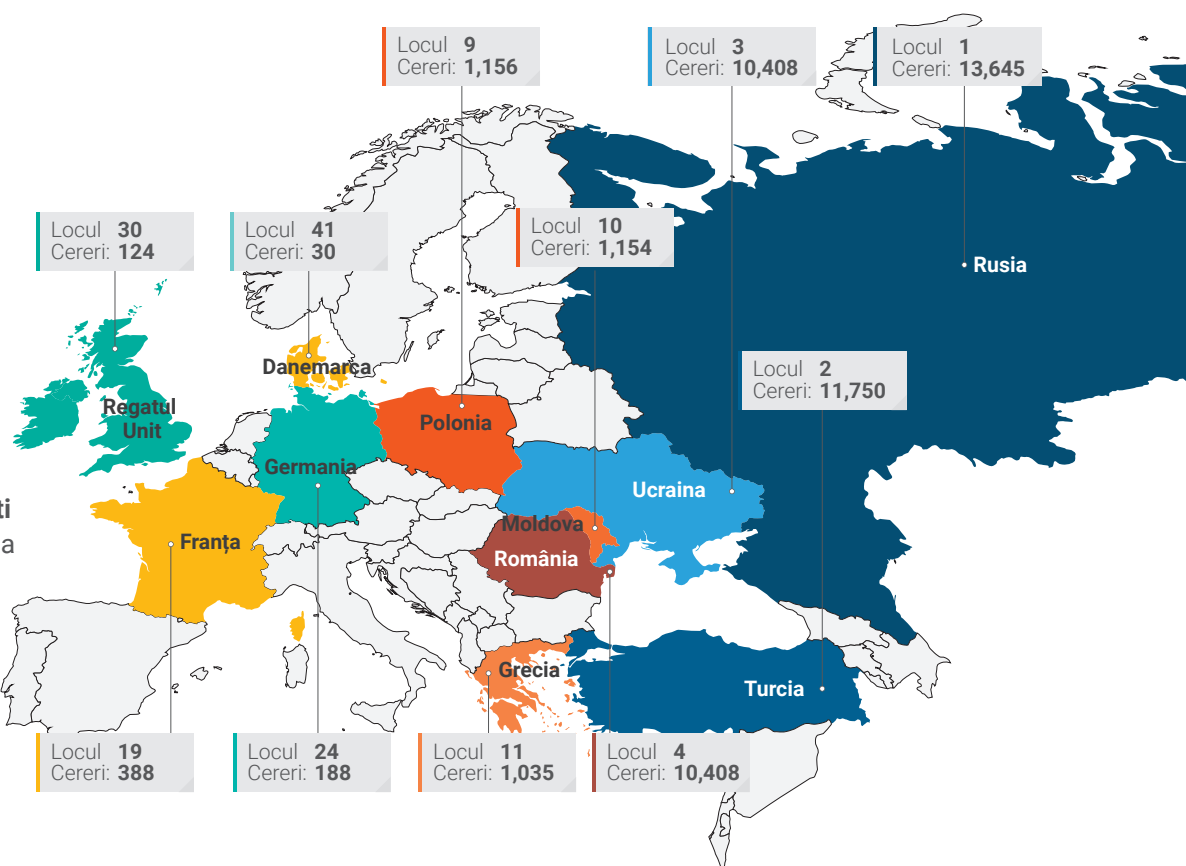 Locul 9
Cereri: 1,156
Locul 3
Cereri: 10,408
Locul 1
Cereri: 13,645
Locul 30
Cereri: 124
Locul 41
Cereri: 30
Locul 10
Cereri: 1,154
Rusia
Locul 2
Cereri: 11,750
Danemarca
Regatul
Unit
Polonia
Germania
Ucraina
ti
a
Moldova
Franța
România
Grecia
Turcia
Locul 19
Cereri: 388
Locul 24
Cereri: 188
Locul 11
Cereri: 1,035
Locul 4
Cereri: 10,408